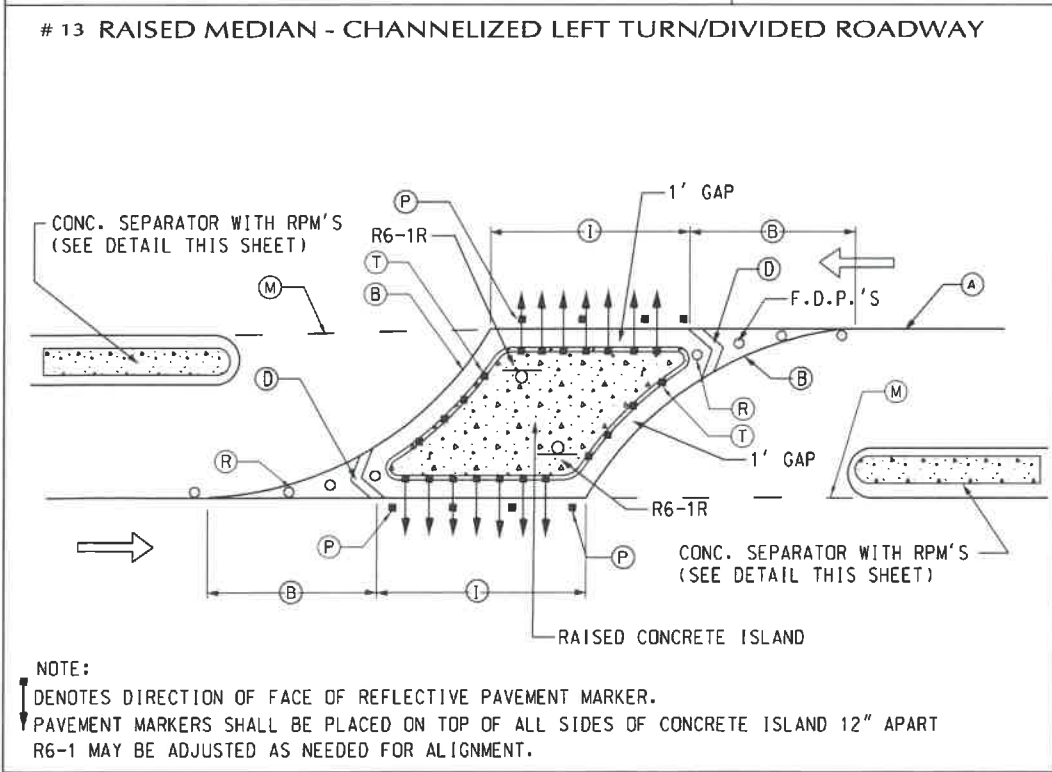 # 13 RAISED MEDIAN - CHANNELIZED LEFT TURN/DIVIDED ROADWAY
1' GAP
P
CONC. SEPARATOR WITH RPM'S
(SEE DETAIL THIS SHEET)
R6-1R
I
B
T
D
M
B
F.D.P.'S
A
D
B
M
R
T
R
1' GAP
R6-1R
P
P
CONC. SEPARATOR WITH RPM'S
(SEE DETAIL THIS SHEET)
B
I
RAISED CONCRETE ISLAND
NOTE:
DENOTES DIRECTION OF FACE OF REFLECTIVE PAVEMENT MARKER.
PAVEMENT MARKERS SHALL BE PLACED ON TOP OF ALL SIDES OF CONCRETE ISLAND 12" APART
R6-1 MAY BE ADJUSTED AS NEEDED FOR ALIGNMENT.